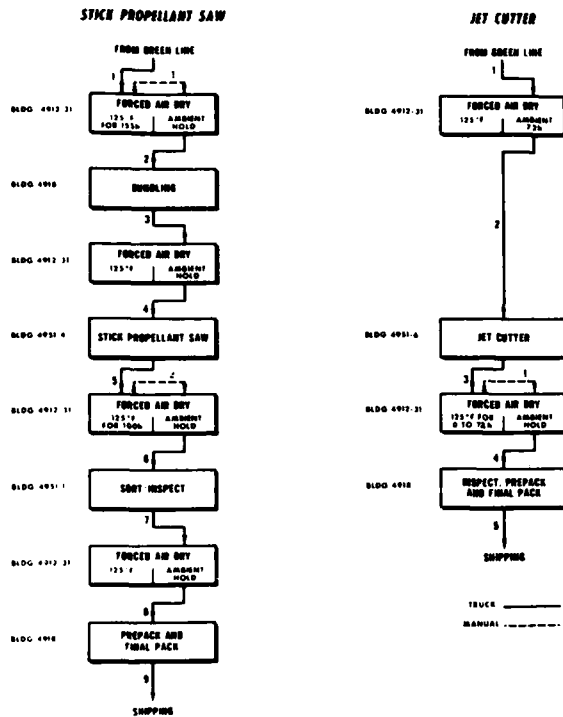 STICK PROPELLANT SAW
FROM GREEN LINE
1
1
BLDG 4912-31
FORCED AIR DRY
125°F FOR 155h
AMBIENT HOLD
2
BLDG 4918
BUNDLING
3
BLDG 4912-31
FORCED AIR DRY
125°F
AMBIENT HOLD
4
BLDG 4951-4
STICK PROPELLANT SAW
5
2
BLDG 4912-31
FORCED AIR DRY
125°F FOR 100h
AMBIENT HOLD
6
BLDG 4951-1
SORT-INSPECT
7
BLDG 4912-31
FORCED AIR DRY
125°F
AMBIENT HOLD
8
BLDG 4918
PREPACK AND
FINAL PACK
9
SHIPPING
JET CUTTER
FROM GREEN LINE
1
BLDG 4912-31
FORCED AIR DRY
125°F
AMBIENT 72h
2
BLDG 4951-6
JET CUTTER
3
1
BLDG 4912-31
FORCED AIR DRY
125°F FOR 0 TO 72h
AMBIENT HOLD
4
BLDG 4918
INSPECT, PREPACK
AND FINAL PACK
5
SHIPPING
TRUCK
MANUAL